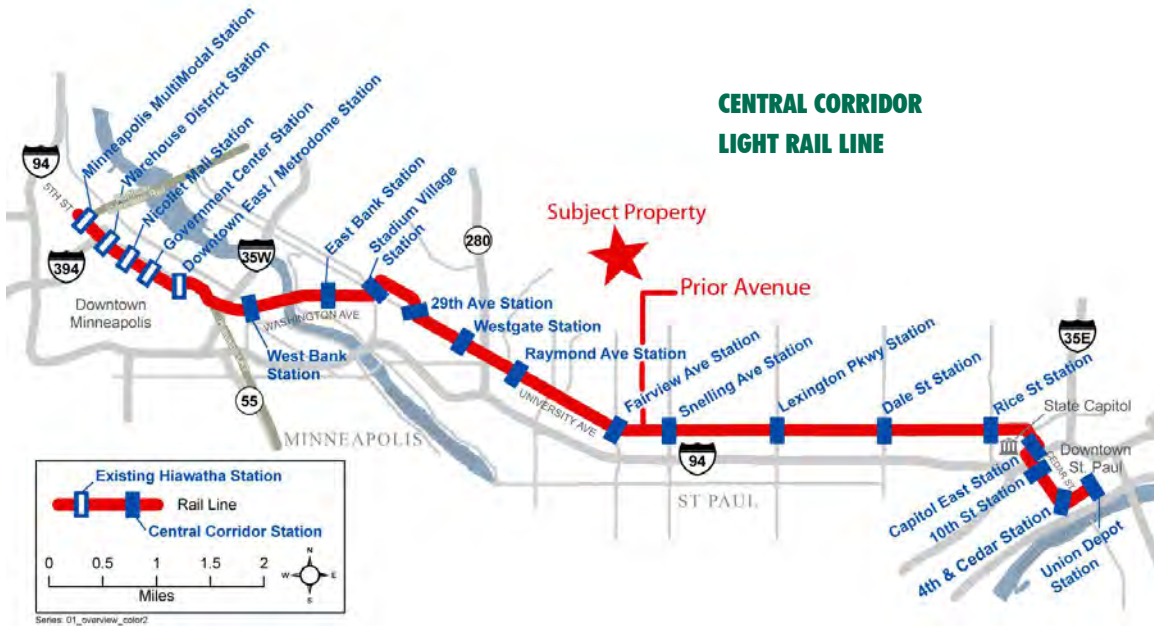 CENTRAL CORRIDOR
LIGHT RAIL LINE
Minneapolis MultiModal Station
Warehouse District Station
Nicollet Mall Station
Government Center Station
Downtown East / Metrodome Station
94
5TH ST
394
Downtown
Minneapolis
35W
West Bank
Station
WASHINGTON AVE
East Bank Station
Stadium Village
Station
280
29th Ave Station
Westgate Station
Raymond Ave Station
UNIVERSITY AVE
55
MINNEAPOLIS
Subject Property
Prior Avenue
Fairview Ave Station
Snelling Ave Station
Lexington Pkwy Station
Dale St Station
Rice St Station
35E
State Capitol
Downtown
St. Paul
CEDAR ST
94
ST PAUL
Capitol East Station
10th St Station
4th & Cedar Station
Union Depot
Station
Existing Hiawatha Station
Rail Line
Central Corridor Station
0 0.5 1 1.5 2
Miles
N
W E
S
Series: 01_overview_color2